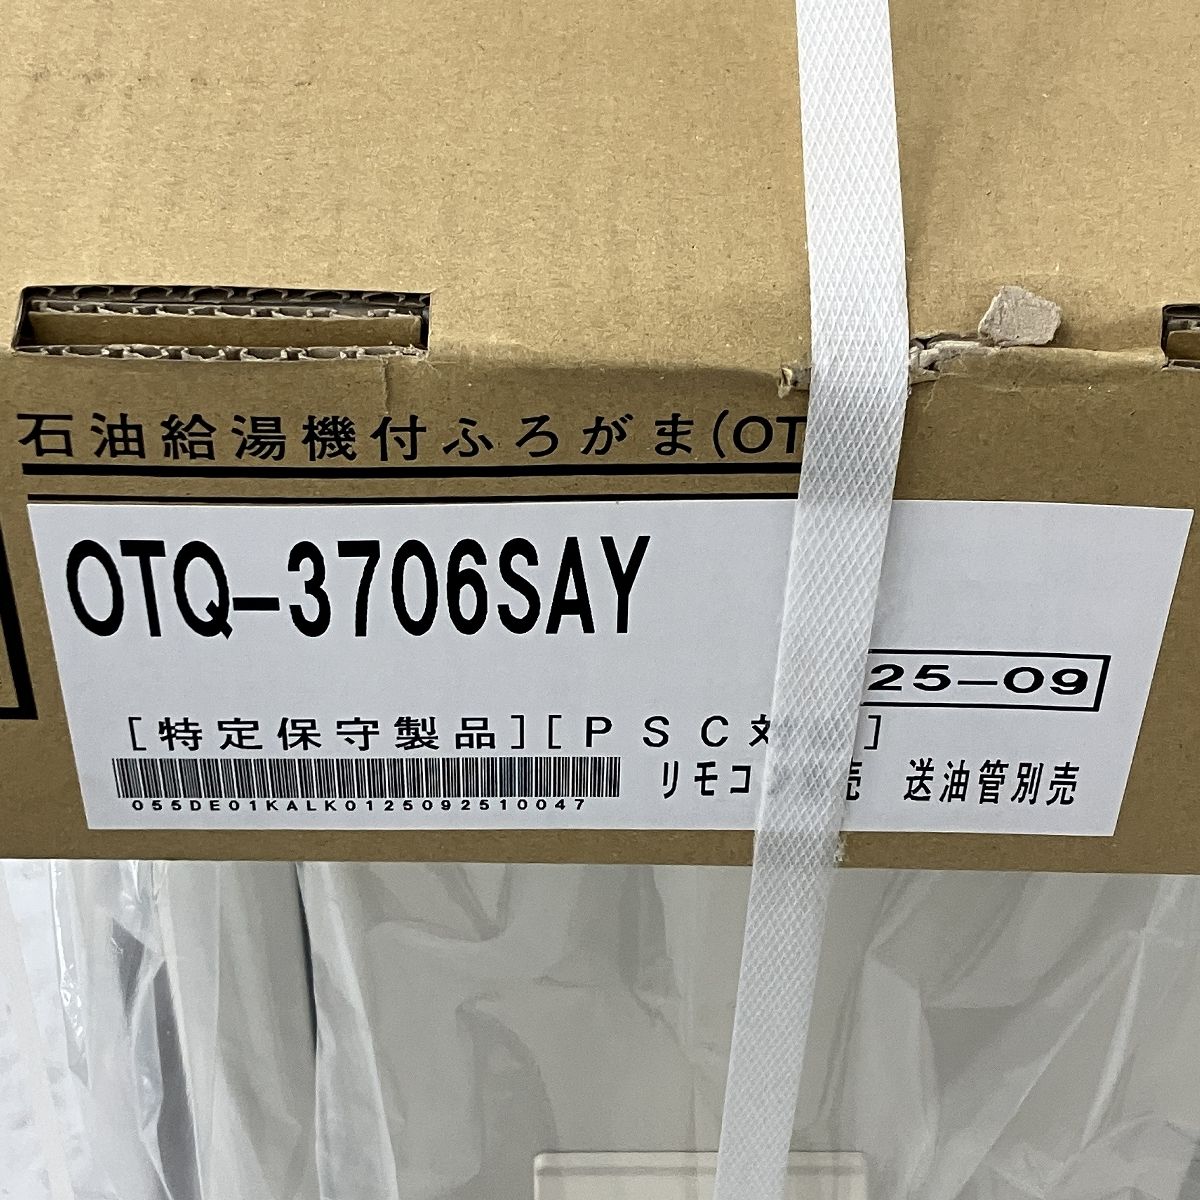 石油給湯機付ふろがま(OT
OTQ-3706SAY
25-09
[特定保守製品][PSC対 ]
リモコ 売 送油管別売
055DE01KALK0125092510047